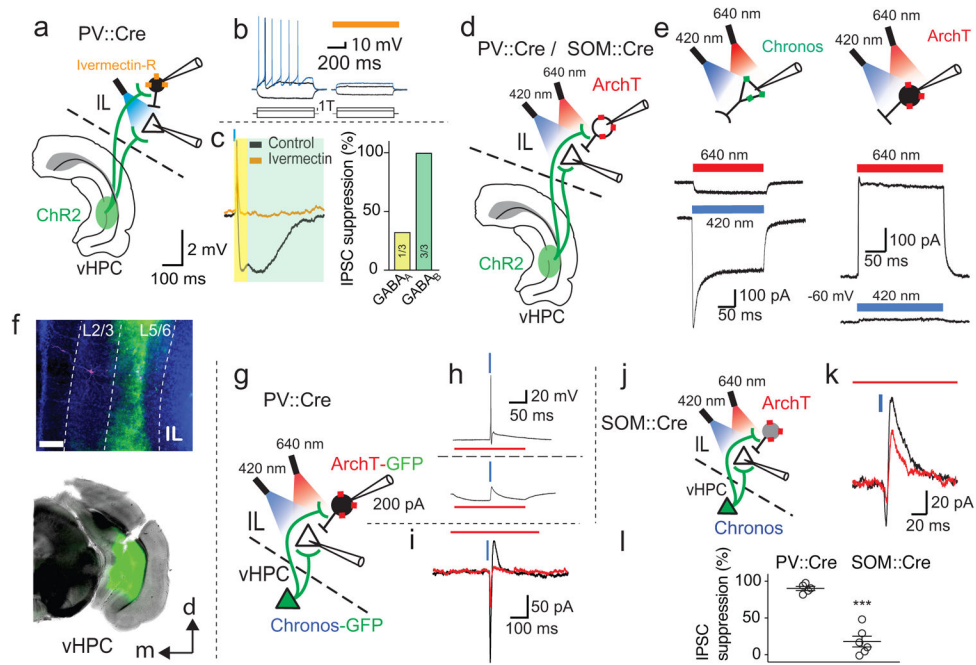 a
PV::Cre
Ivermectin-R
IL
ChR2
vHPC
2 mV
100 ms
b
10 mV
200 ms
1T
c
Control
Ivermectin
IPSC suppression (%)
100
50
0
1/3
3/3
GABAA
GABAB
d
PV::Cre / SOM::Cre
640 nm
ArchT
420 nm
IL
ChR2
vHPC
e
640 nm
420 nm
Chronos
640 nm
420 nm
100 pA
50 ms
640 nm
ArchT
420 nm
640 nm
100 pA
50 ms
-60 mV
420 nm
f
L2/3
L5/6
IL
d
m
vHPC
g
PV::Cre
640 nm
420 nm
ArchT-GFP
IL
vHPC
Chronos-GFP
h
20 mV
50 ms
200 pA
i
50 pA
100 ms
j
640 nm
420 nm
ArchT
SOM::Cre
IL
vHPC
Chronos
k
20 pA
20 ms
l
PV::Cre
SOM::Cre
IPSC suppression (%)
100
50
0
***